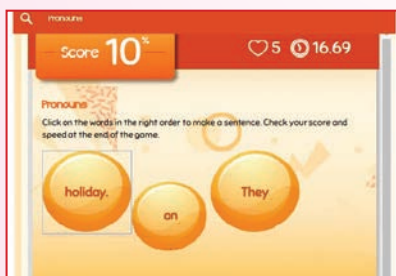 Pronouns
Score 10%
5 16.69
Pronouns
Click on the words in the right order to make a sentence. Check your score and
speed at the end of the game.
holiday.
on
They